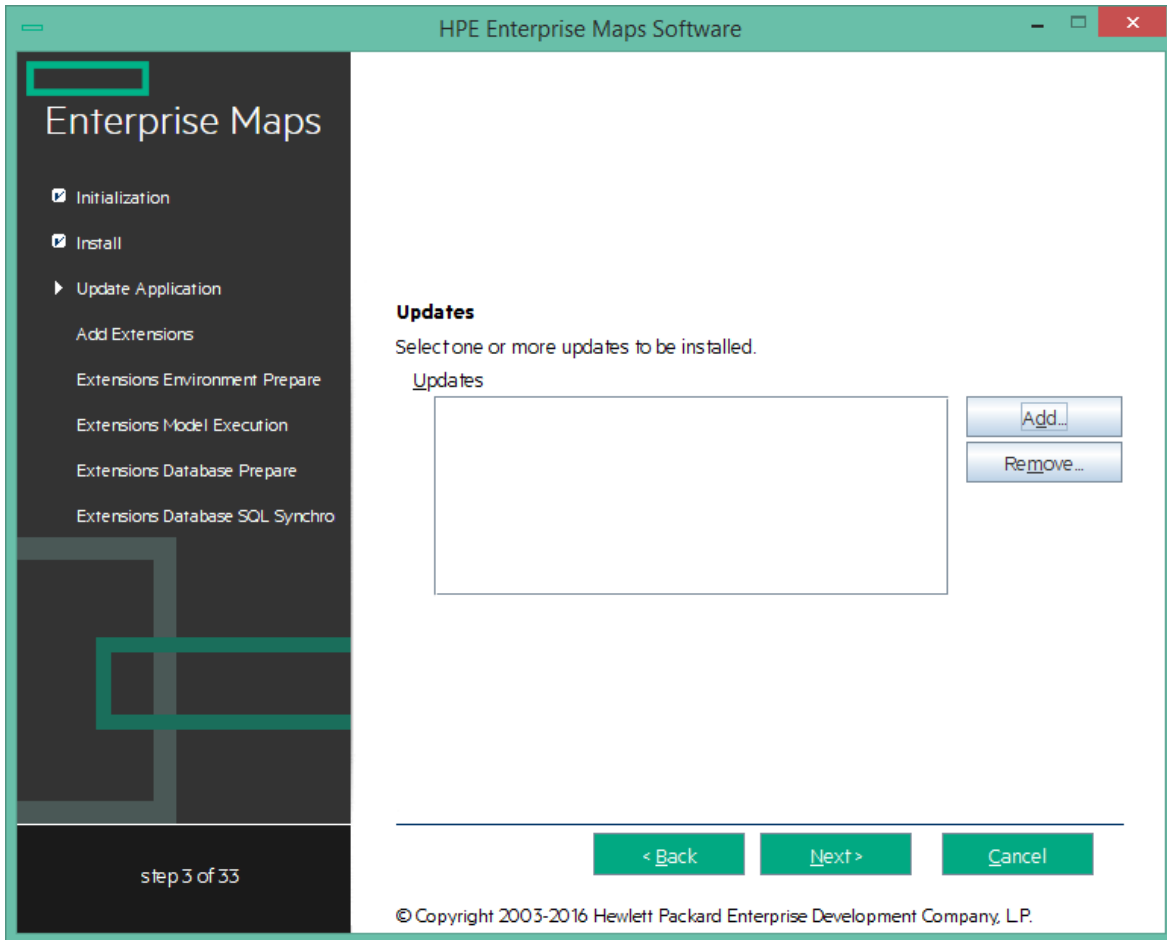 HPE Enterprise Maps Software
Enterprise Maps
Initialization
Install
Update Application
Add Extensions
Extensions Environment Prepare
Extensions Model Execution
Extensions Database Prepare
Extensions Database SQL Synchro
step 3 of 33
Updates
Select one or more updates to be installed.
Updates
Add...
Remove...
< Back
Next >
Cancel
© Copyright 2003-2016 Hewlett Packard Enterprise Development Company, L.P.